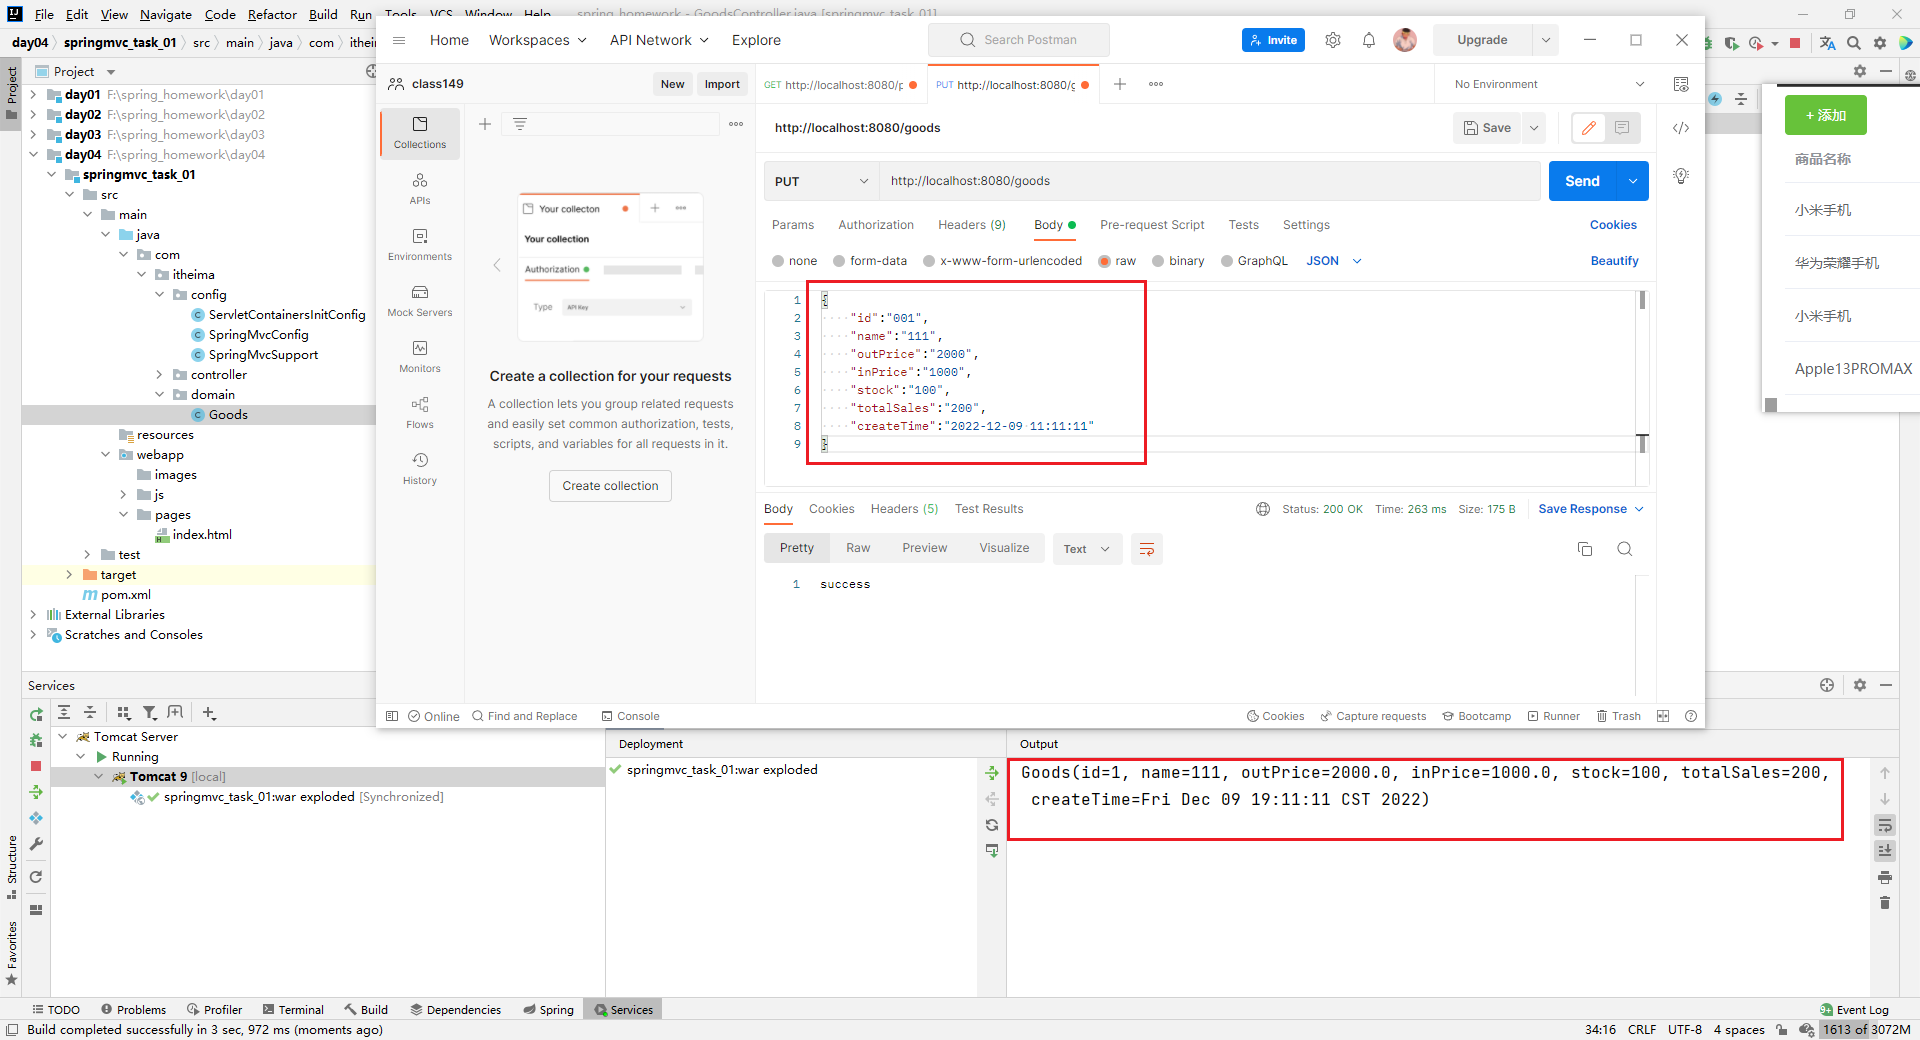 File Edit View Navigate Code Refactor Build Run Tools VCS Window Help spring_homework - GoodsController.java [springmvc_task_01]
day04 springmvc_task_01 src main java com itheim
Home Workspaces API Network Explore Search Postman Invite Upgrade
Project
class149 New Import
GET http://localhost:8080/p PUT http://localhost:8080/g No Environment
Project
day01 F:\spring_homework\day01
day02 F:\spring_homework\day02
day03 F:\spring_homework\day03
day04 F:\spring_homework\day04
springmvc_task_01
src
main
java
com
itheima
config
ServletContainersInitConfig
SpringMvcConfig
SpringMvcSupport
controller
domain
Goods
resources
webapp
images
js
pages
index.html
test
target
pom.xml
External Libraries
Scratches and Consoles
Collections
APIs
Environments
Mock Servers
Monitors
Flows
History
Your collecton
Your collection
Authorization
Type API Key
Create a collection for your requests
A collection lets you group related requests
and easily set common authorization, tests,
scripts, and variables for all requests in it.
Create collection
http://localhost:8080/goods Save
PUT http://localhost:8080/goods Send
Params Authorization Headers (9) Body Pre-request Script Tests Settings Cookies
none form-data x-www-form-urlencoded raw binary GraphQL JSON Beautify
1 {
2 "id":"001",
3 "name":"111",
4 "outPrice":"2000",
5 "inPrice":"1000",
6 "stock":"100",
7 "totalSales":"200",
8 "createTime":"2022-12-09 11:11:11"
9 }
Body Cookies Headers (5) Test Results Status: 200 OK Time: 263 ms Size: 175 B Save Response
Pretty Raw Preview Visualize Text
1 success
Online Find and Replace Console Cookies Capture requests Bootcamp Runner Trash
+ 添加
商品名称
小米手机
华为荣耀手机
小米手机
Apple13PROMAX
Services
Tomcat Server
Running
Tomcat 9 [local]
springmvc_task_01:war exploded [Synchronized]
Deployment
springmvc_task_01:war exploded
Output
Goods(id=1, name=111, outPrice=2000.0, inPrice=1000.0, stock=100, totalSales=200,
createTime=Fri Dec 09 19:11:11 CST 2022)
Structure
Favorites
TODO Problems Profiler Terminal Build Dependencies Spring Services Event Log
Build completed successfully in 3 sec, 972 ms (moments ago) 34:16 CRLF UTF-8 4 spaces 1613 of 3072M